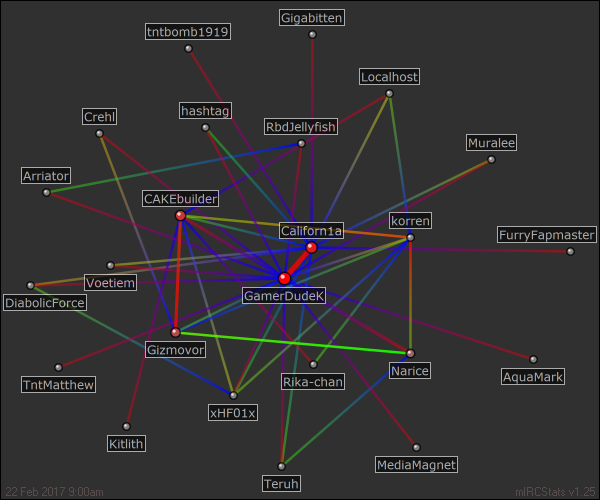 Gigabitten
tntbomb1919
Localhost
hashtag
Crehl
RbdJellyfish
Muralee
Arriator
CAKEbuilder
korren
Californ1a
FurryFapmaster
Voetiem
GamerDudeK
DiabolicForce
Gizmovor
Narice
AquaMark
TntMatthew
Rika-chan
xHF01x
Kitlith
MediaMagnet
Teruh
22 Feb 2017 9:00am
mIRCStats v1.25